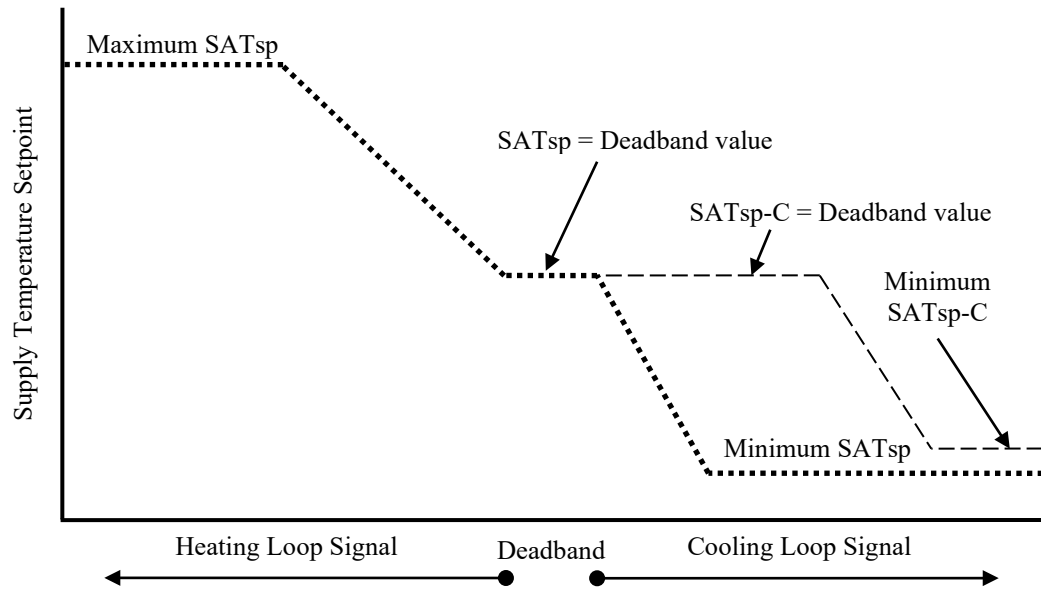 Maximum SATsp
SATsp = Deadband value
SATsp-C = Deadband value
Minimum
SATsp-C
Supply Temperature Setpoint
Minimum SATsp
Heating Loop Signal
Deadband
Cooling Loop Signal